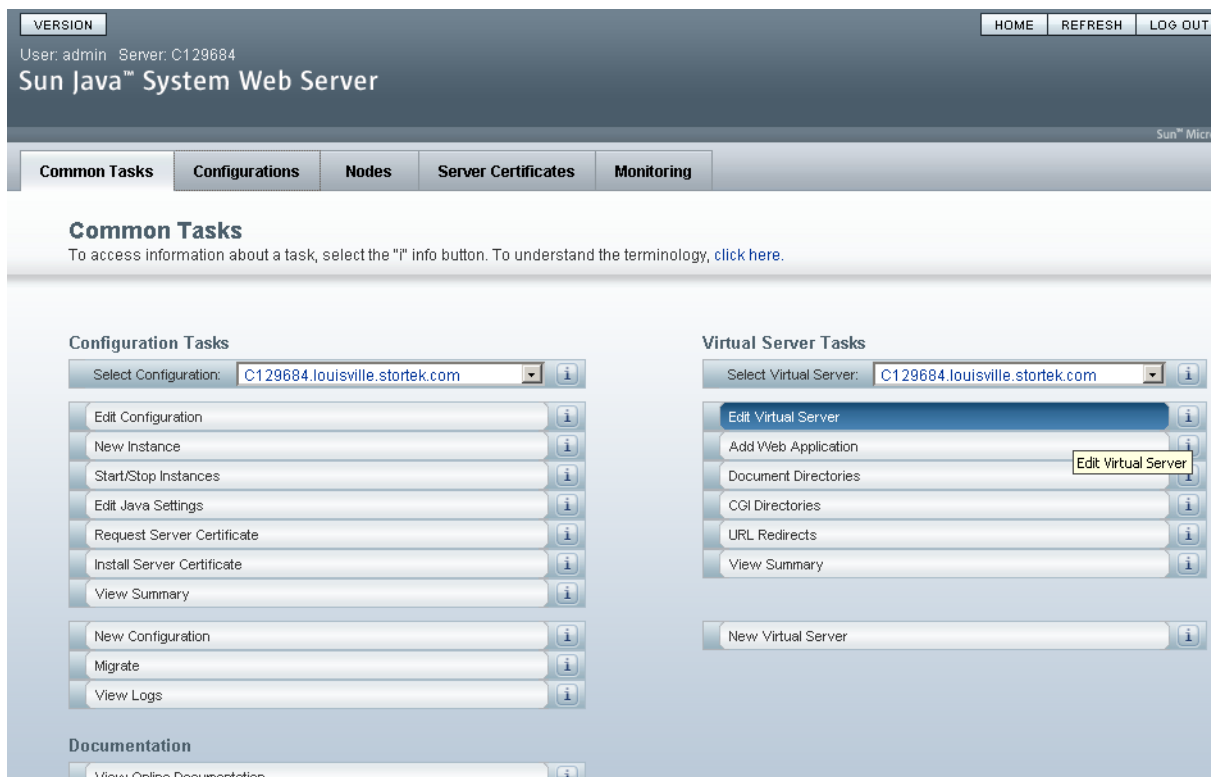 VERSION
HOME REFRESH LOG OUT
User: admin Server: C129684
Sun Java™ System Web Server
Sun™ Micr
Common Tasks Configurations Nodes Server Certificates Monitoring
Common Tasks
To access information about a task, select the "i" info button. To understand the terminology, click here.
Configuration Tasks
Select Configuration: C129684.louisville.stortek.com i
Edit Configuration i
New Instance i
Start/Stop Instances i
Edit Java Settings i
Request Server Certificate i
Install Server Certificate i
View Summary i
New Configuration i
Migrate i
View Logs i
Documentation
View Online Documentation i
Virtual Server Tasks
Select Virtual Server: C129684.louisville.stortek.com i
Edit Virtual Server i
Add Web Application i
Edit Virtual Server
Document Directories i
CGI Directories i
URL Redirects i
View Summary i
New Virtual Server i